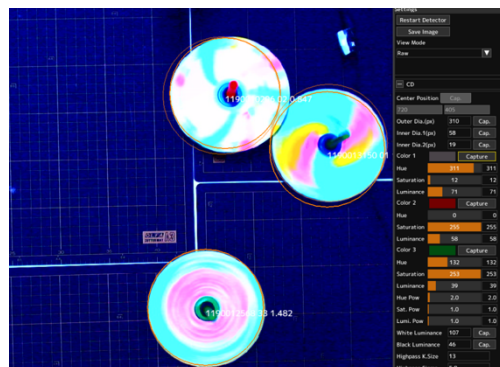 Settings
Restart Detector
Save Image
View Mode
Raw
CD
Center Position Cap.
720 405
Outer Dia.(px) 310 Cap.
Inner Dia.1(px) 58 Cap.
Inner Dia.2(px) 19 Cap.
Color 1 Capture
Hue 311 311
Saturation 12 12
Luminance 71 71
Color 2 Capture
Hue 0 0
Saturation 255 255
Luminance 58 58
Color 3 Capture
Hue 132 132
Saturation 253 253
Luminance 39 39
Hue Pow 2.0 2.0
Sat. Pow 1.0 1.0
Lumi. Pow 1.0 1.0
White Luminance 107 Cap.
Black Luminance 46 Cap.
Highpass K.Size 13